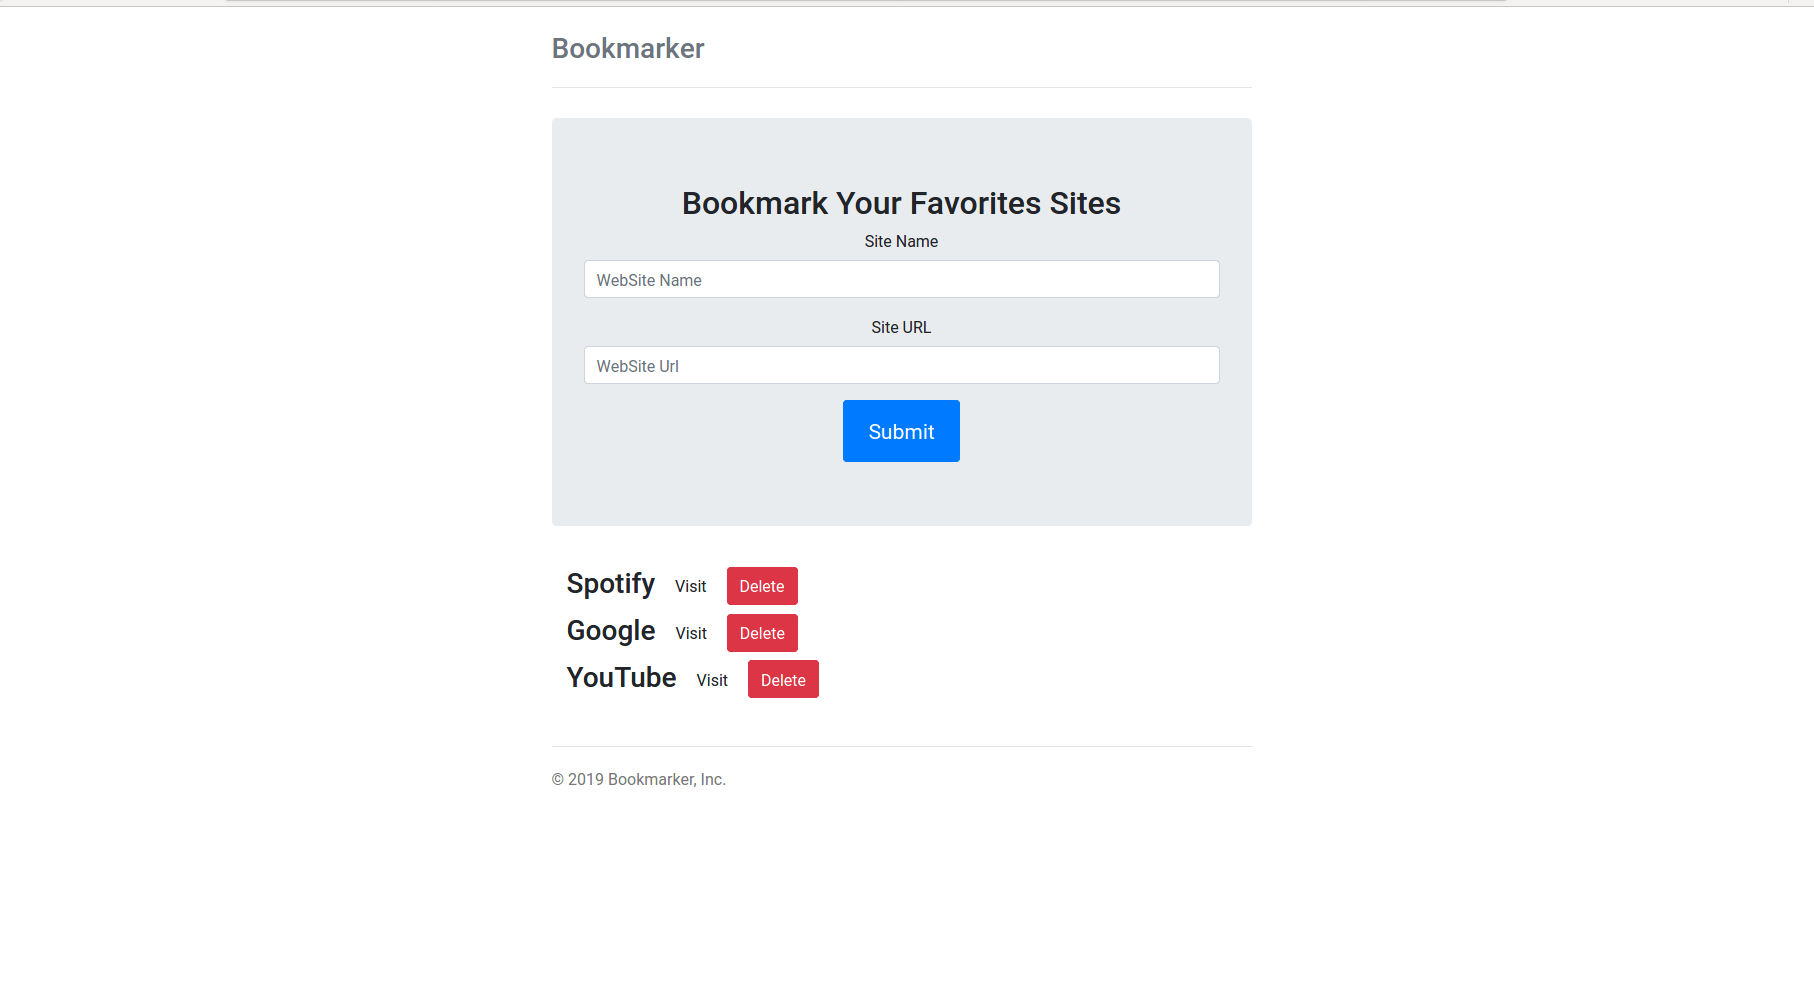 Bookmarker
Bookmark Your Favorites Sites
Site Name
WebSite Name
Site URL
WebSite Url
Submit
Spotify Visit Delete
Google Visit Delete
YouTube Visit Delete
© 2019 Bookmarker, Inc.